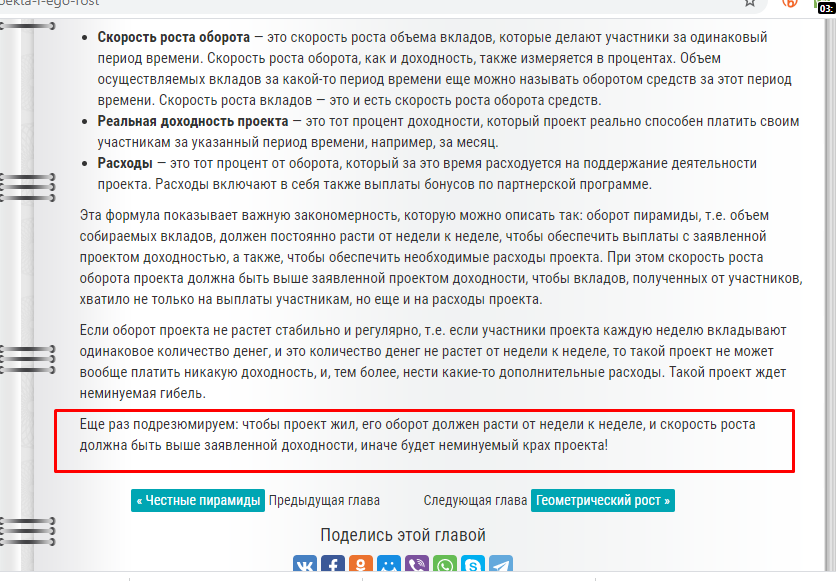 03:
Скорость роста оборота — это скорость роста объема вкладов, которые делают участники за одинаковый
период времени. Скорость роста оборота, как и доходность, также измеряется в процентах. Объем
осуществляемых вкладов за какой-то период времени еще можно называть оборотом средств за этот период
времени. Скорость роста вкладов — это и есть скорость роста оборота средств.
Реальная доходность проекта — это тот процент доходности, который проект реально способен платить своим
участникам за указанный период времени, например, за месяц.
Расходы — это тот процент от оборота, который за это время расходуется на поддержание деятельности
проекта. Расходы включают в себя также выплаты бонусов по партнерской программе.
Эта формула показывает важную закономерность, которую можно описать так: оборот пирамиды, т.е. объем
собираемых вкладов, должен постоянно расти от недели к неделе, чтобы обеспечить выплаты с заявленной
проектом доходностью, а также, чтобы обеспечить необходимые расходы проекта. При этом скорость роста
оборота проекта должна быть выше заявленной проектом доходности, чтобы вкладов, полученных от участников,
хватило не только на выплаты участникам, но еще и на расходы проекта.
Если оборот проекта не растет стабильно и регулярно, т.е. если участники проекта каждую неделю вкладывают
одинаковое количество денег, и это количество денег не растет от недели к неделе, то такой проект не может
вообще платить никакую доходность, и, тем более, нести какие-то дополнительные расходы. Такой проект ждет
неминуемая гибель.
Еще раз подрезюмируем: чтобы проект жил, его оборот должен расти от недели к неделе, и скорость роста
должна быть выше заявленной доходности, иначе будет неминуемый крах проекта!
« Честные пирамиды Предыдущая глава Следующая глава Геометрический рост »
Поделись этой главой